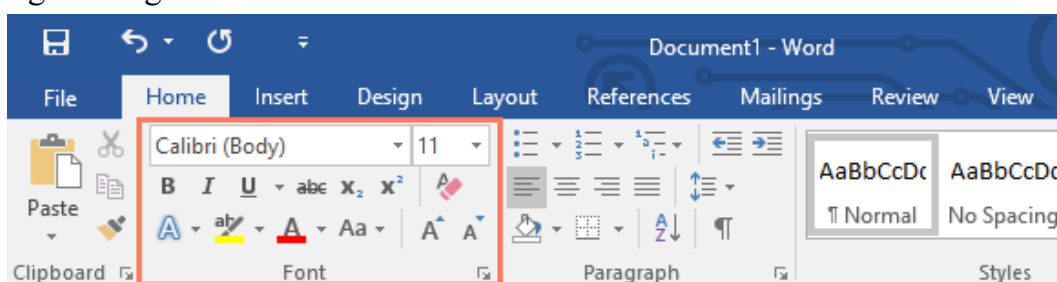 Document1 - Word
File Home Insert Design Layout References Mailings Review View
Calibri (Body) 11
Paste
B I U abc X₂ X²
A ab A Aa A A
AaBbCcDc AaBbCcDc
¶ Normal No Spacing
Clipboard Font Paragraph Styles